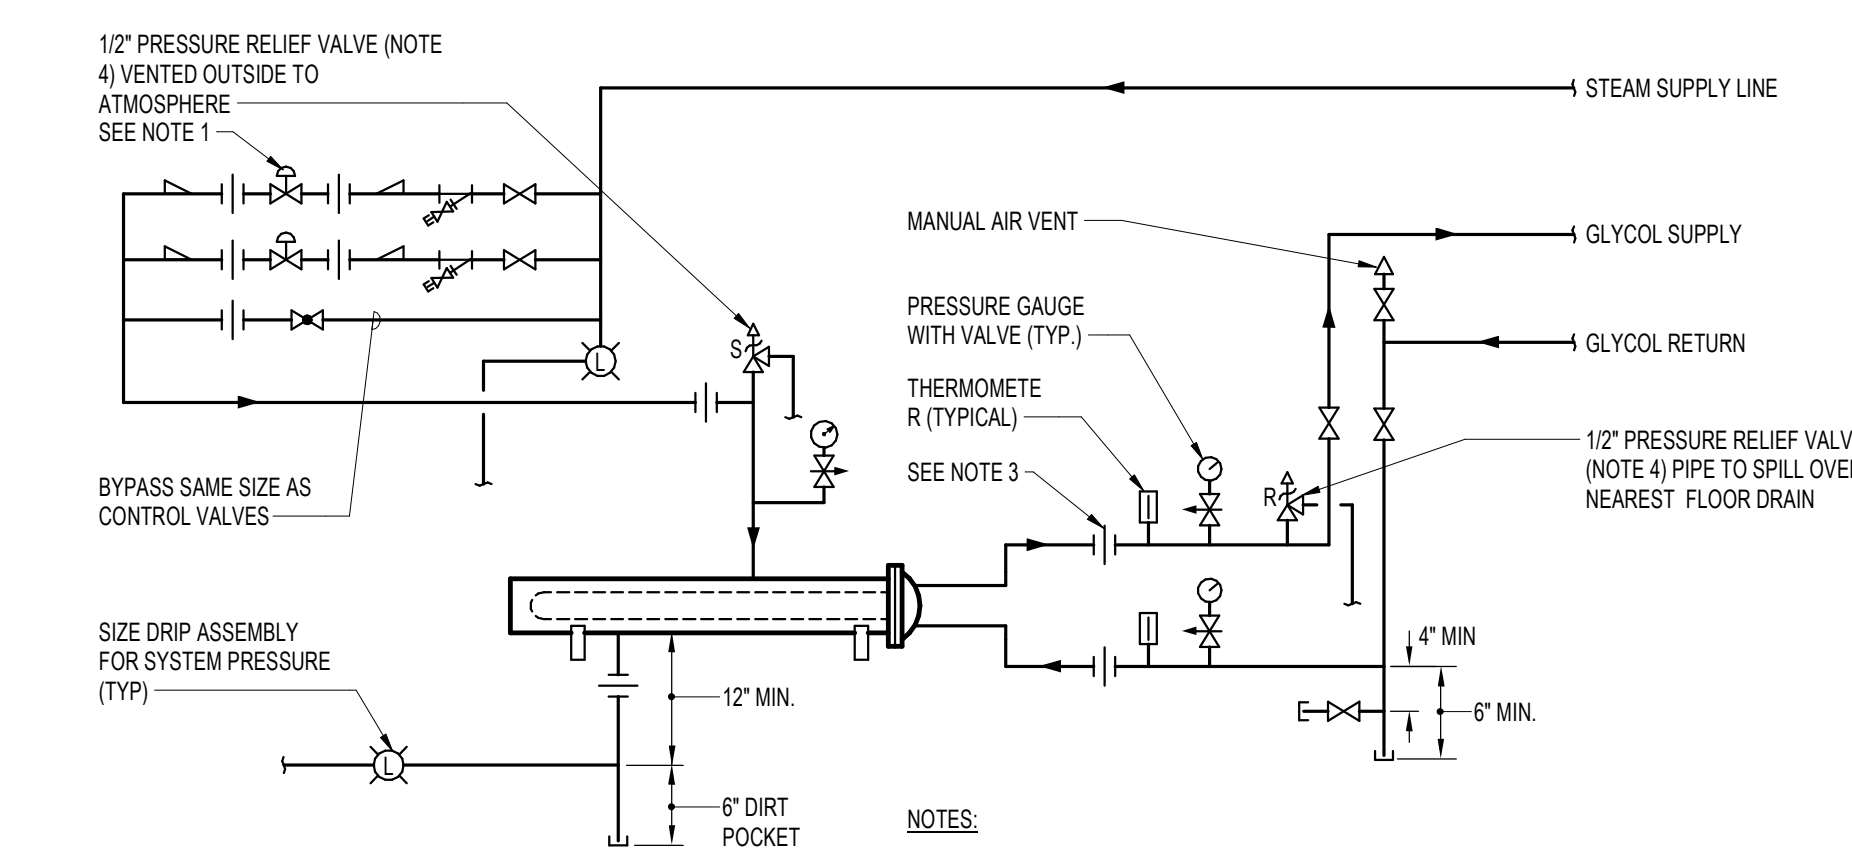 1/2" PRESSURE RELIEF VALVE (NOTE
4) VENTED OUTSIDE TO
ATMOSPHERE
SEE NOTE 1
STEAM SUPPLY LINE
MANUAL AIR VENT
GLYCOL SUPPLY
PRESSURE GAUGE
WITH VALVE (TYP.)
GLYCOL RETURN
S
L
THERMOMETE
R (TYPICAL)
1/2" PRESSURE RELIEF VALV
(NOTE 4) PIPE TO SPILL OVE
NEAREST FLOOR DRAIN
SEE NOTE 3
R
BYPASS SAME SIZE AS
CONTROL VALVES
SIZE DRIP ASSEMBLY
FOR SYSTEM PRESSURE
(TYP)
4" MIN
12" MIN.
6" MIN.
L
6" DIRT
POCKET
NOTES: